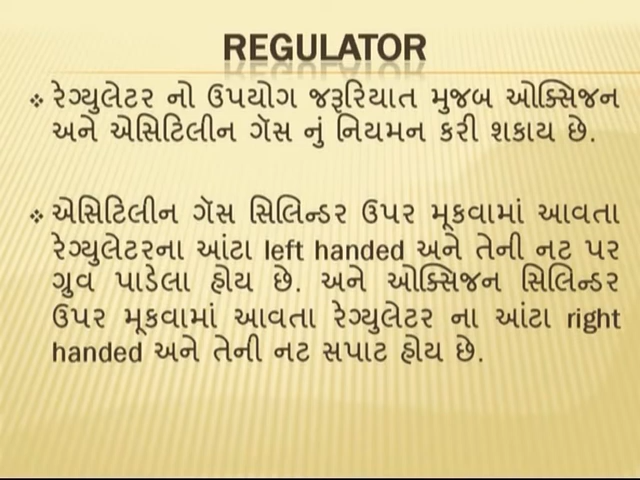 REGULATOR
❖ રેગ્યુલેટર નો ઉપયોગ જરૂરિયાત મુજબ ઓક્સિજન
અને એસિટિલીન ગૅસ નું નિયમન કરી શકાય છે.
❖ એસિટિલીન ગૅસ સિલિન્ડર ઉપર મૂકવામાં આવતા
રેગ્યુલેટરના આંટા left handed અને તેની નટ પર
ગ્રુવ પાડેલા હોય છે. અને ઓક્સિજન સિલિન્ડર
ઉપર મૂકવામાં આવતા રેગ્યુલેટર ના આંટા right
handed અને તેની નટ સપાટ હોય છે.